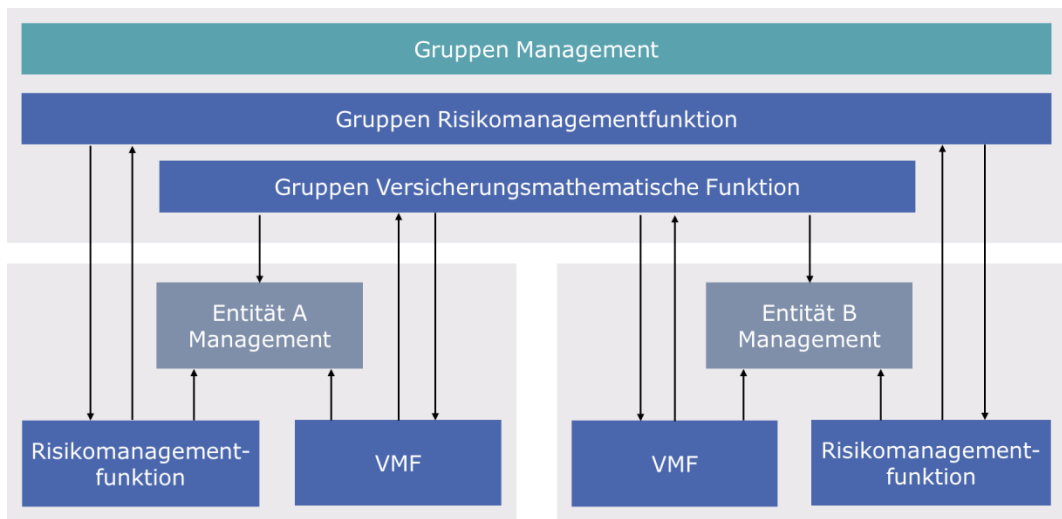 Gruppen Management
Gruppen Risikomanagementfunktion
Gruppen Versicherungsmathematische Funktion
Entität A
Management
Entität B
Management
Risikomanagement-
funktion
VMF
VMF
Risikomanagement-
funktion